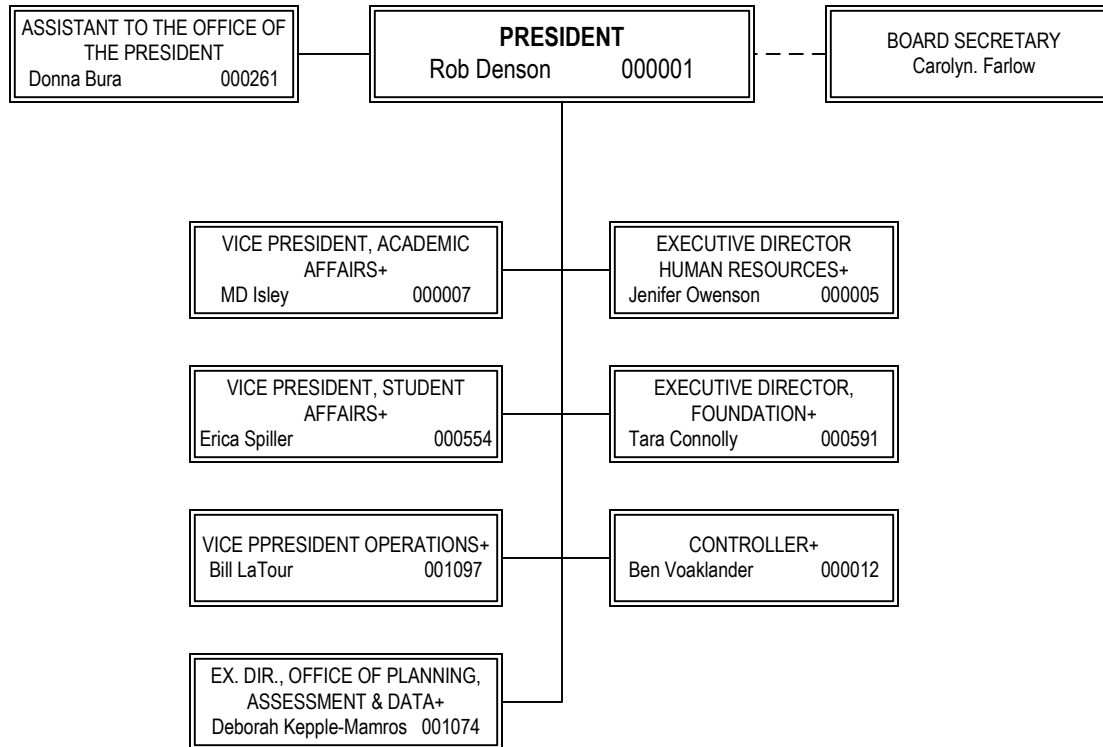 ASSISTANT TO THE OFFICE OF
THE PRESIDENT
Donna Bura 000261
PRESIDENT
Rob Denson 000001
BOARD SECRETARY
Carolyn. Farlow
VICE PRESIDENT, ACADEMIC
AFFAIRS+
MD Isley 000007
EXECUTIVE DIRECTOR
HUMAN RESOURCES+
Jenifer Owenson 000005
VICE PRESIDENT, STUDENT
AFFAIRS+
Erica Spiller 000554
EXECUTIVE DIRECTOR,
FOUNDATION+
Tara Connolly 000591
VICE PPRESIDENT OPERATIONS+
Bill LaTour 001097
CONTROLLER+
Ben Voaklander 000012
EX. DIR., OFFICE OF PLANNING,
ASSESSMENT & DATA+
Deborah Kepple-Mamros 001074